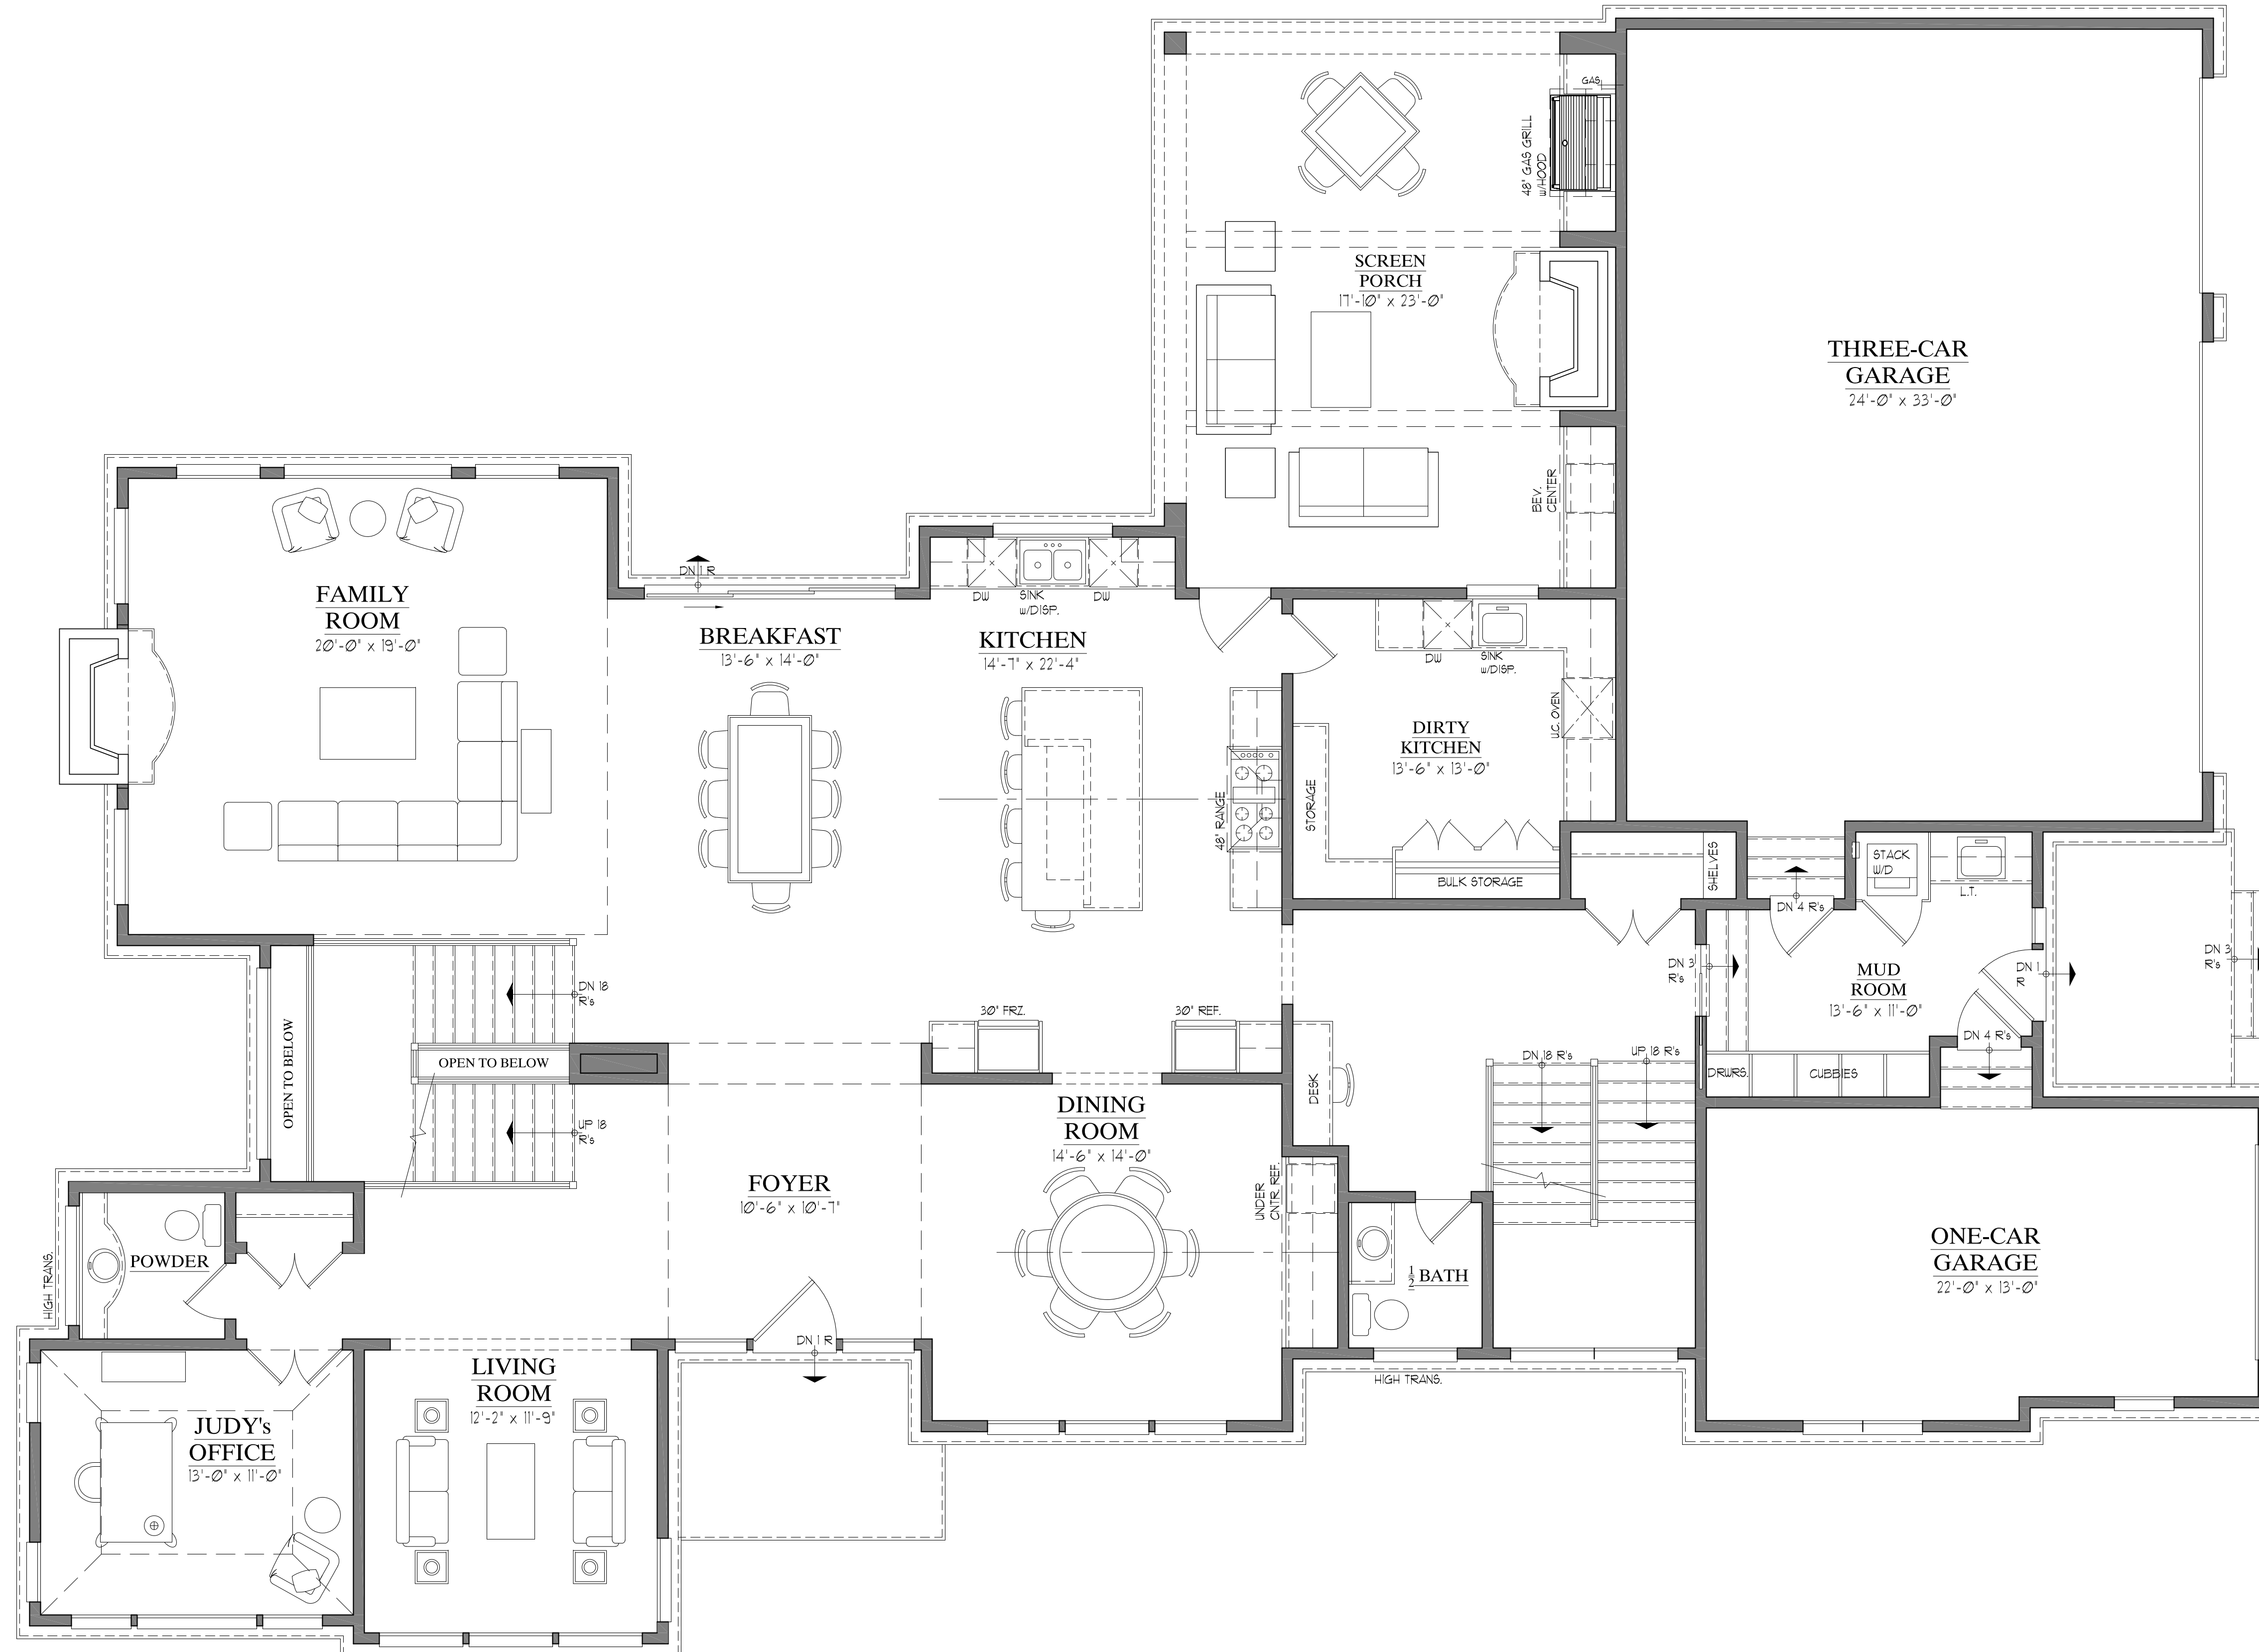 GAS
48" GAS GRILL
w/HOOD
SCREEN
PORCH
17'-10" x 23'-0"
THREE-CAR
GARAGE
24'-0" x 33'-0"
BEV.
CENTER
DN 1 R
FAMILY
ROOM
20'-0" x 19'-0"
BREAKFAST
13'-6" x 14'-0"
DW
SINK
w/DISP.
DW
KITCHEN
14'-7" x 22'-4"
DW
SINK
w/DISP.
U.C. OVEN
DIRTY
KITCHEN
13'-6" x 13'-0"
STORAGE
48" RANGE
BULK STORAGE
SHELVES
STACK
W/D
L.T.
DN 4 R's
DN 3
R's
MUD
ROOM
13'-6" x 11'-0"
DN 1
R
DN 3
R's
DN 4 R's
DRWRS.
CUBBIES
DN 18
R's
OPEN TO BELOW
OPEN TO BELOW
UP 18
R's
30" FRZ.
30" REF.
DESK
DN 18 R's
UP 18 R's
DINING
ROOM
14'-6" x 14'-0"
FOYER
10'-6" x 10'-7"
UNDER
CNTR. REF.
POWDER
HIGH TRANS.
1/2 BATH
ONE-CAR
GARAGE
22'-0" x 13'-0"
DN 1 R
HIGH TRANS.
LIVING
ROOM
12'-2" x 11'-9"
JUDY's
OFFICE
13'-0" x 11'-0"